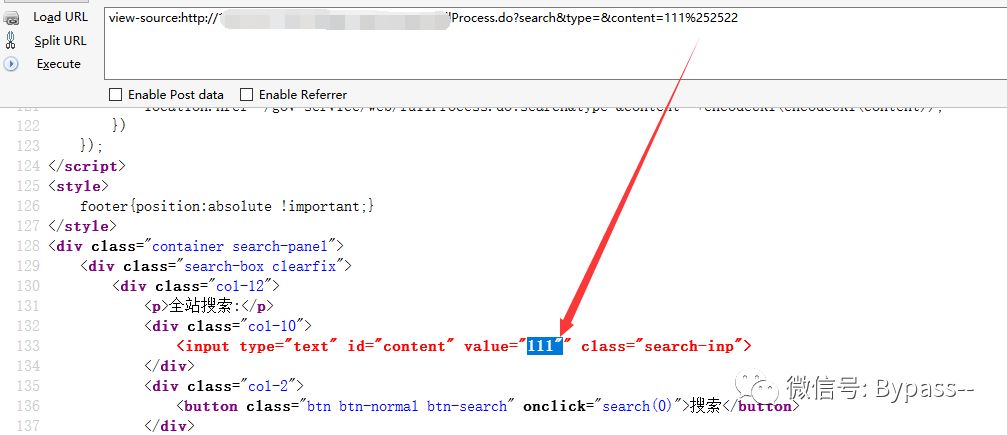 Load URL
view-source:http://
lProcess.do?search&type=&content=111%252522
Split URL
Execute
Enable Post data
Enable Referrer
122 })
123 });
124 </script>
125 <style>
126 footer{position:absolute !important;}
127 </style>
128 <div class="container search-panel">
129 <div class="search-box clearfix">
130 <div class="col-12">
131 <p>全站搜索:</p>
132 <div class="col-10">
133 <input type="text" id="content" value="111"" class="search-inp">
134 </div>
135 <div class="col-2">
136 <button class="btn btn-normal btn-search" onclick="search(0)">搜索</button>
137 </div>
微信号: Bypass--